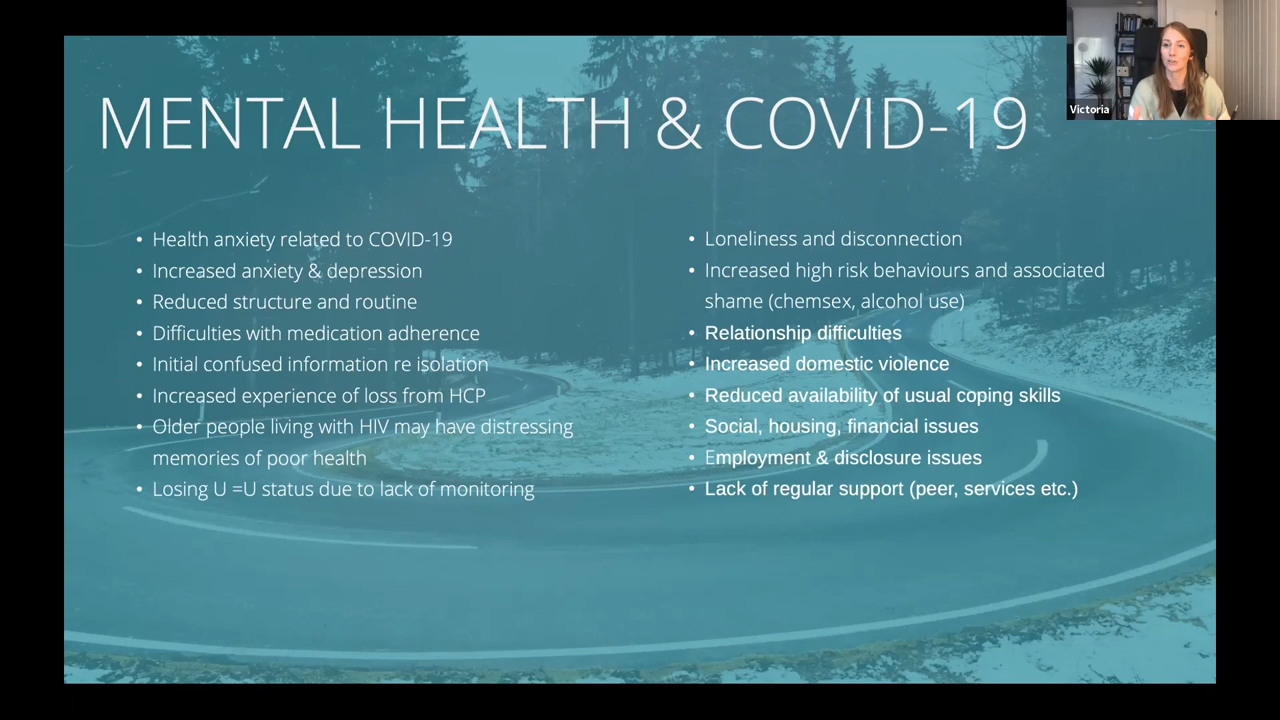 MENTAL HEALTH & COVID-19
Victoria
• Health anxiety related to COVID-19
• Increased anxiety & depression
• Reduced structure and routine
• Difficulties with medication adherence
• Initial confused information re isolation
• Increased experience of loss from HCP
• Older people living with HIV may have distressing
memories of poor health
• Losing U =U status due to lack of monitoring
• Loneliness and disconnection
• Increased high risk behaviours and associated
shame (chemsex, alcohol use)
• Relationship difficulties
• Increased domestic violence
• Reduced availability of usual coping skills
• Social, housing, financial issues
• Employment & disclosure issues
• Lack of regular support (peer, services etc.)